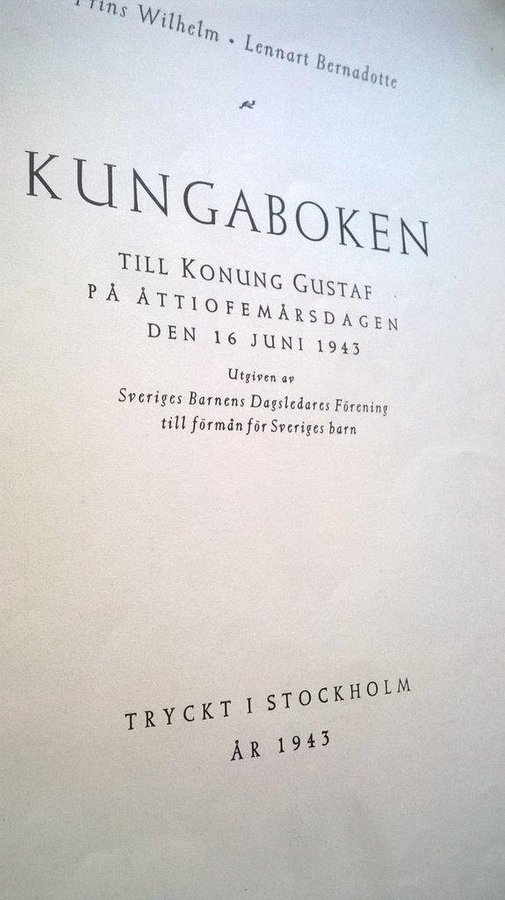 Prins Wilhelm • Lennart Bernadotte
KUNGABOKEN
TILL KONUNG GUSTAF
PÅ ÅTTIOFEMÅRSDAGEN
DEN 16 JUNI 1943
Utgiven av
Sveriges Barnens Dagsledares Förening
till förmån för Sveriges barn
TRYCKT I STOCKHOLM
ÅR 1943